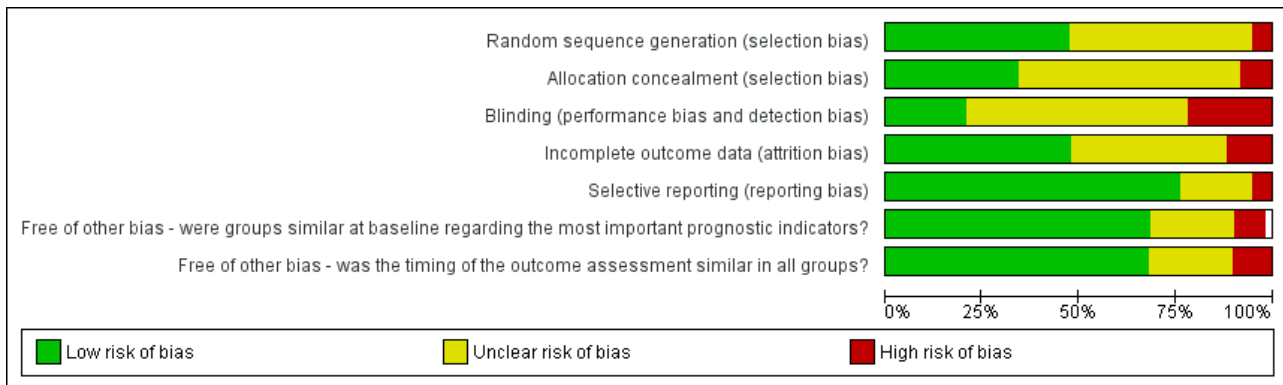 Random sequence generation (selection bias)
Allocation concealment (selection bias)
Blinding (performance bias and detection bias)
Incomplete outcome data (attrition bias)
Selective reporting (reporting bias)
Free of other bias - were groups similar at baseline regarding the most important prognostic indicators?
Free of other bias - was the timing of the outcome assessment similar in all groups?
0% 25% 50% 75% 100%
Low risk of bias Unclear risk of bias High risk of bias